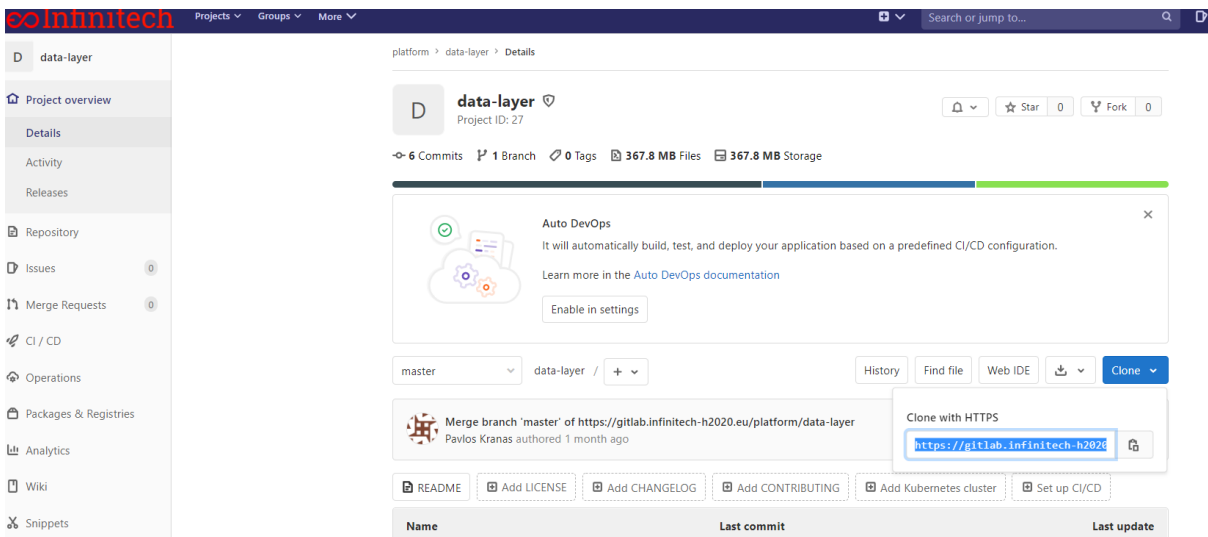 Infinitech Projects Groups More Search or jump to... D
D data-layer
Project overview
Details
Activity
Releases
Repository
Issues 0
Merge Requests 0
CI / CD
Operations
Packages & Registries
Analytics
Wiki
Snippets
platform > data-layer > Details
D data-layer
Project ID: 27
Star 0 Fork 0
6 Commits 1 Branch 0 Tags 367.8 MB Files 367.8 MB Storage
Auto DevOps
It will automatically build, test, and deploy your application based on a predefined CI/CD configuration.
Learn more in the Auto DevOps documentation
Enable in settings
master data-layer / + History Find file Web IDE Clone
Merge branch 'master' of https://gitlab.infinitech-h2020.eu/platform/data-layer
Pavlos Kranas authored 1 month ago
Clone with HTTPS
https://gitlab.infinitech-h2020
README Add LICENSE Add CHANGELOG Add CONTRIBUTING Add Kubernetes cluster Set up CI/CD
Name Last commit Last update